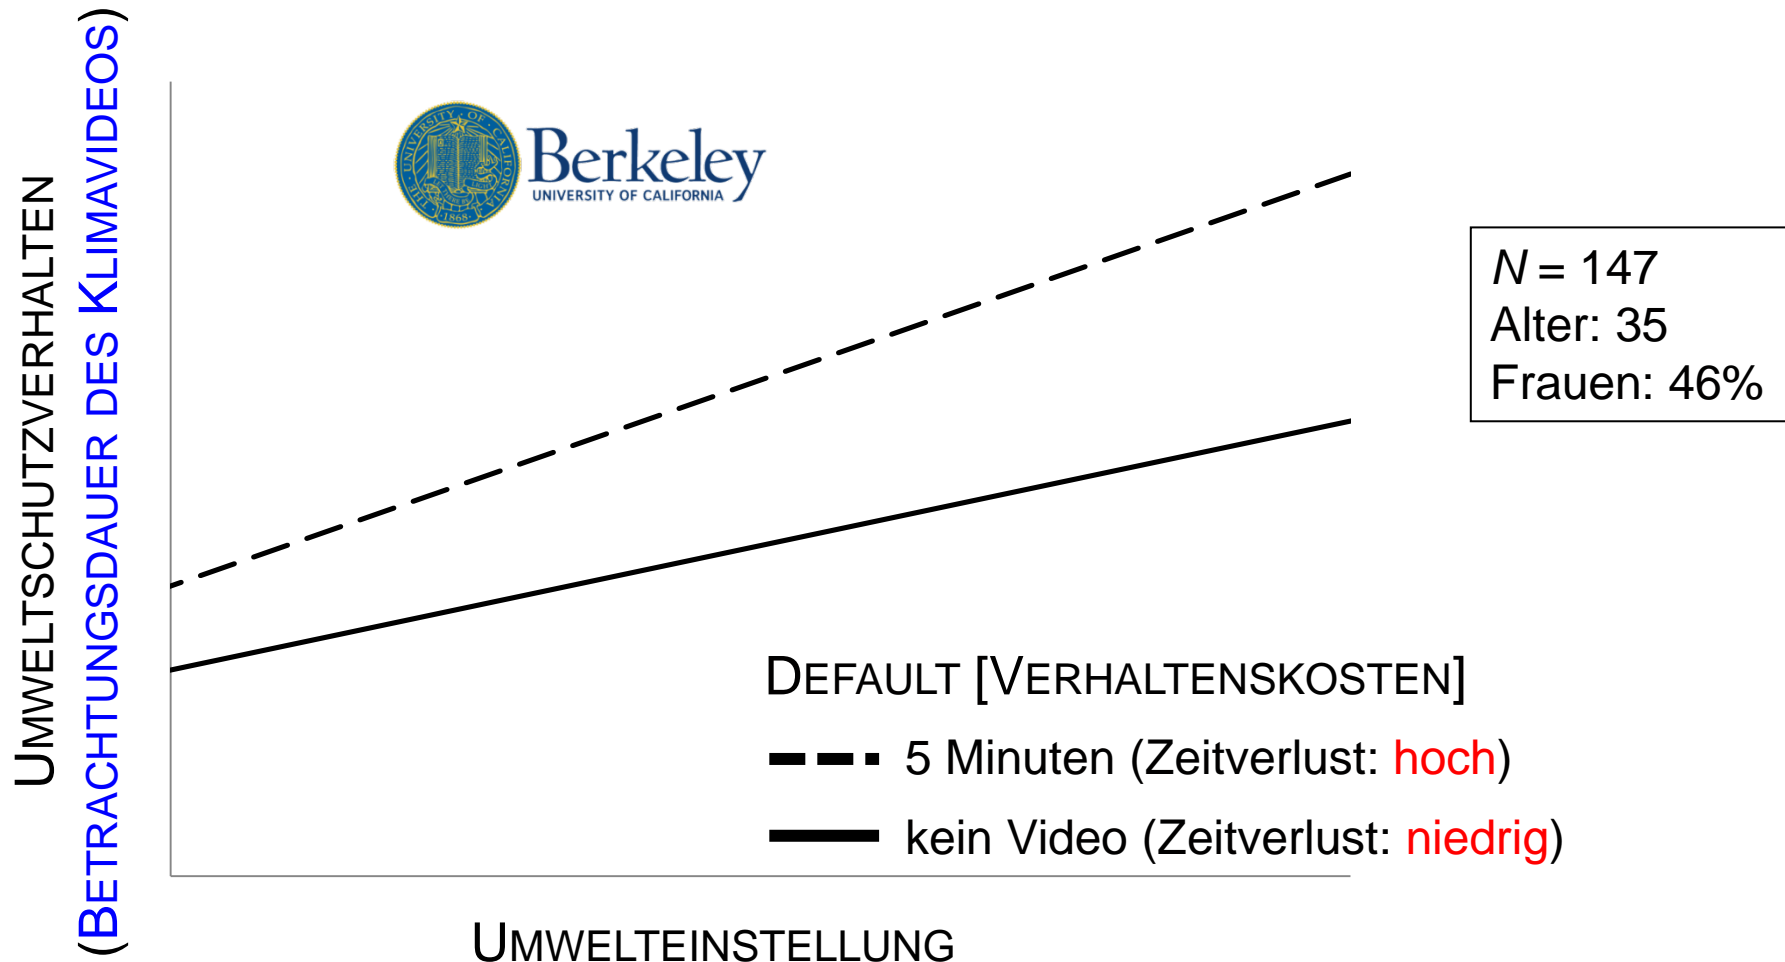 UMWELTSCHUTZVERHALTEN
(BETRACHTUNGSDAUER DES KLIMAVIDEOS)
Berkeley
UNIVERSITY OF CALIFORNIA
N = 147
Alter: 35
Frauen: 46%
DEFAULT [VERHALTENSKOSTEN]
5 Minuten (Zeitverlust: hoch)
kein Video (Zeitverlust: niedrig)
UMWELTEINSTELLUNG